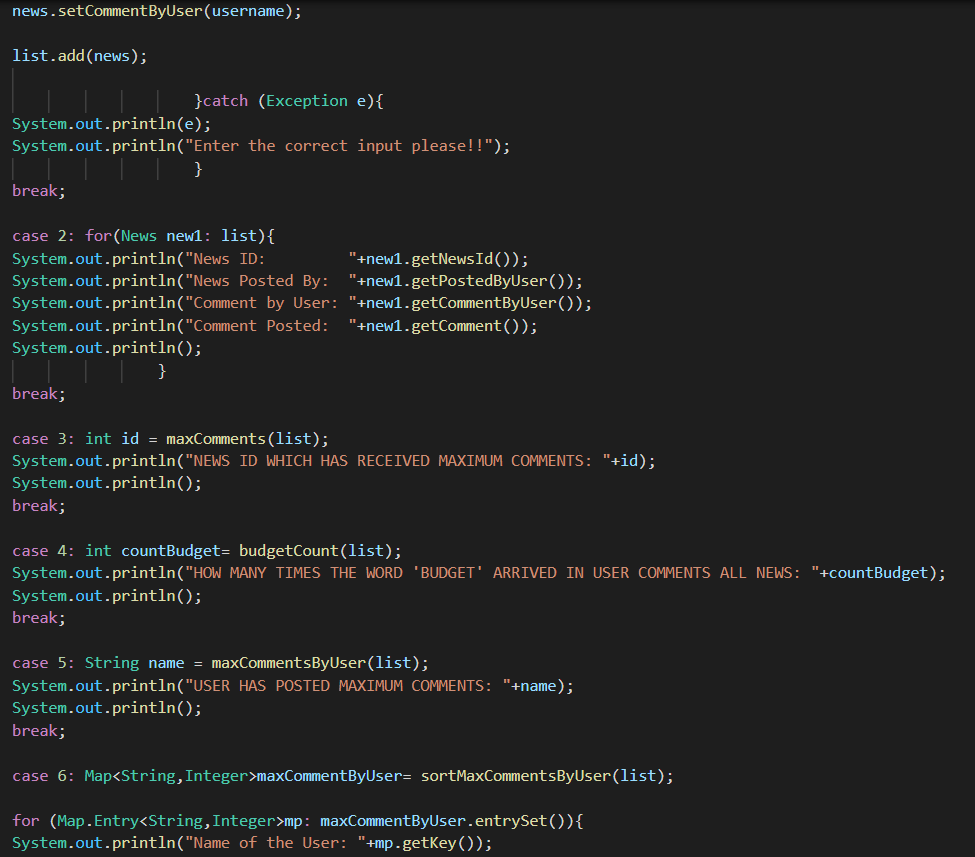 news.setCommentByUser(username);
list.add(news);
}catch (Exception e){
System.out.println(e);
System.out.println("Enter the correct input please!!");
}
break;
case 2: for(News new1: list){
System.out.println("News ID:         "+new1.getNewsId());
System.out.println("News Posted By:  "+new1.getPostedByUser());
System.out.println("Comment by User: "+new1.getCommentByUser());
System.out.println("Comment Posted:  "+new1.getComment());
System.out.println();
}
break;
case 3: int id = maxComments(list);
System.out.println("NEWS ID WHICH HAS RECEIVED MAXIMUM COMMENTS: "+id);
System.out.println();
break;
case 4: int countBudget= budgetCount(list);
System.out.println("HOW MANY TIMES THE WORD 'BUDGET' ARRIVED IN USER COMMENTS ALL NEWS: "+countBudget);
System.out.println();
break;
case 5: String name = maxCommentsByUser(list);
System.out.println("USER HAS POSTED MAXIMUM COMMENTS: "+name);
System.out.println();
break;
case 6: Map<String,Integer>maxCommentByUser= sortMaxCommentsByUser(list);
for (Map.Entry<String,Integer>mp: maxCommentByUser.entrySet()){
System.out.println("Name of the User: "+mp.getKey());